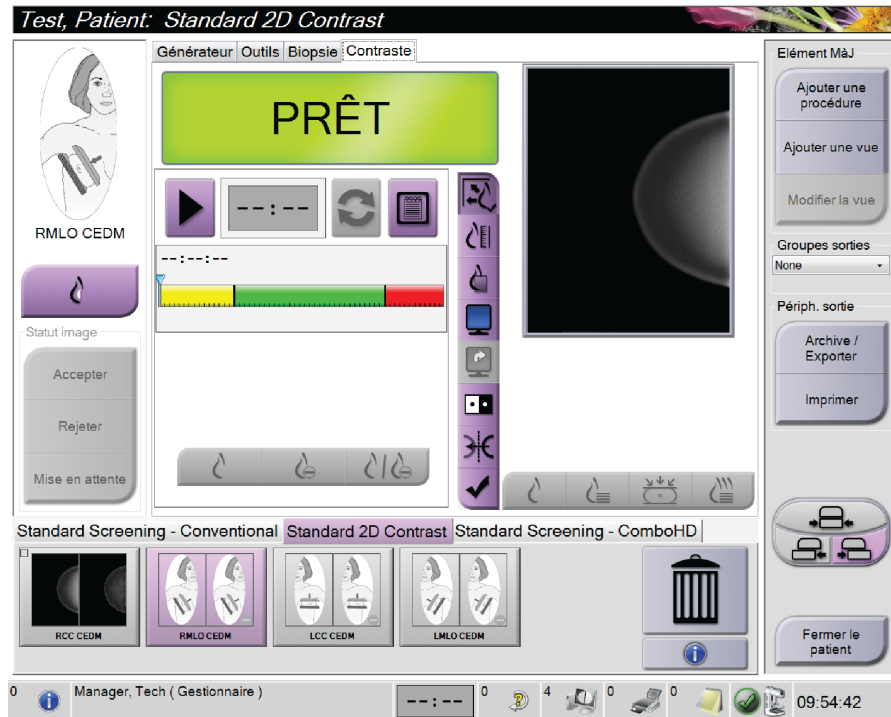 Test, Patient: Standard 2D Contrast
Générateur Outils Biopsie Contraste
PRÊT
--:--
--:--:--
RMLO CEDM
Statut image
Accepter
Rejeter
Mise en attente
Elément MàJ
Ajouter une
procédure
Ajouter une vue
Modifier la vue
Groupes sorties
None
Périph. sortie
Archive /
Exporter
Imprimer
Standard Screening - Conventional Standard 2D Contrast Standard Screening - ComboHD
RCC CEDM
RMLO CEDM
LCC CEDM
LMLO CEDM
Fermer le
patient
0 Manager, Tech ( Gestionnaire ) --:-- 0 4 0 0 09:54:42